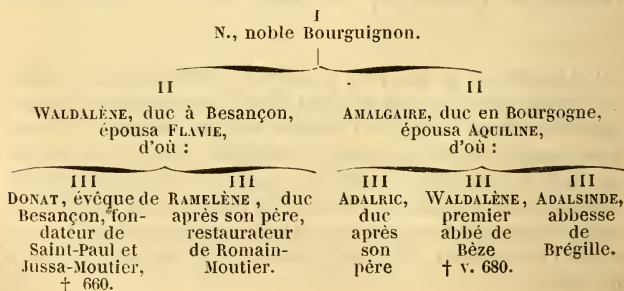 I
N., noble Bourguignon.
II
WALDALÈNE, duc à Besançon,
épousa FLAVIE,
d'où :
II
AMALGAIRE, duc en Bourgogne,
épousa AQUILINE,
d'où :
III
DONAT, évêque de
Besançon, fon-
dateur de
Saint-Paul et
Jussa-Moutier,
† 660.
III
RAMELÈNE, duc
après son père,
restaurateur
de Romain-
Moutier.
III
ADALRIC,
duc
après
son
père
III
WALDALÈNE,
premier
abbé de
Bèze
† v. 680.
III
ADALSINDE,
abbesse
de
Brégille.